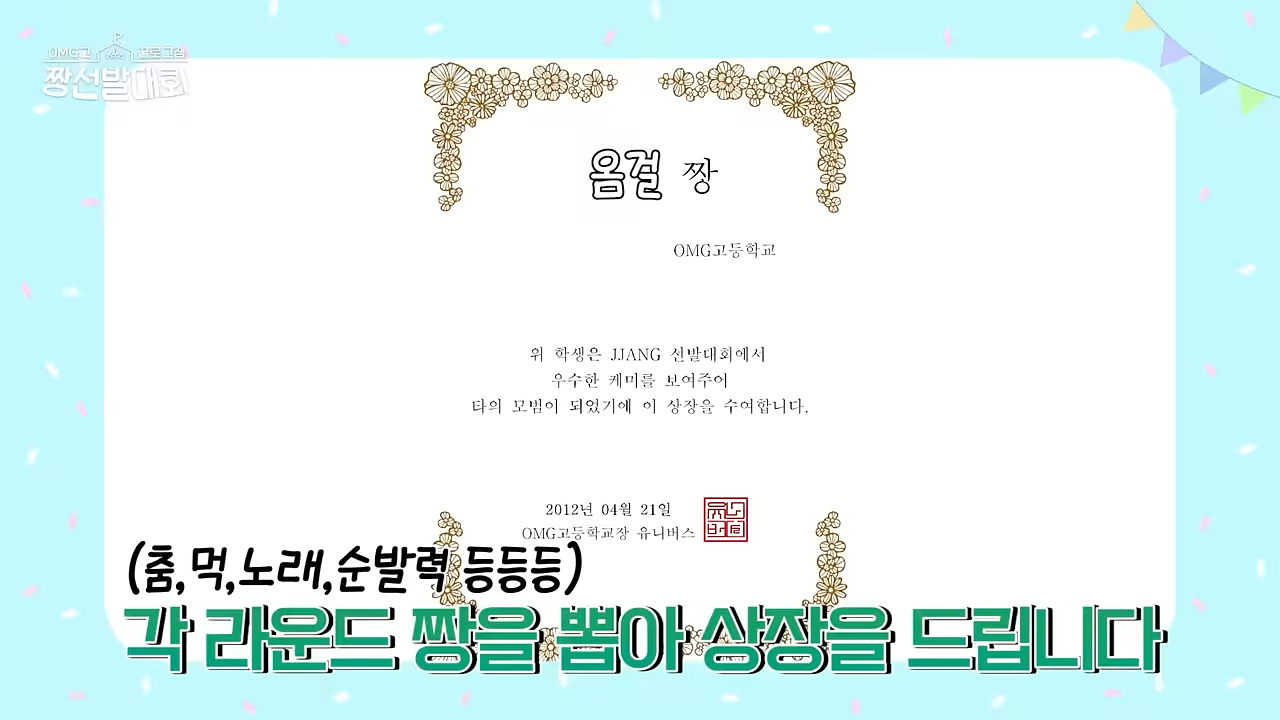 OMG고 꿀로그잼
짱선발대회
옴걸 짱
OMG고등학교
위 학생은 JJANG 선발대회에서
우수한 케미를 보여주어
타의 모범이 되었기에 이 상장을 수여합니다.
2012년 04월 21일
OMG고등학교장 유니버스
(춤,먹,노래,순발력 등등등)
각 라운드 짱을 뽑아 상장을 드립니다